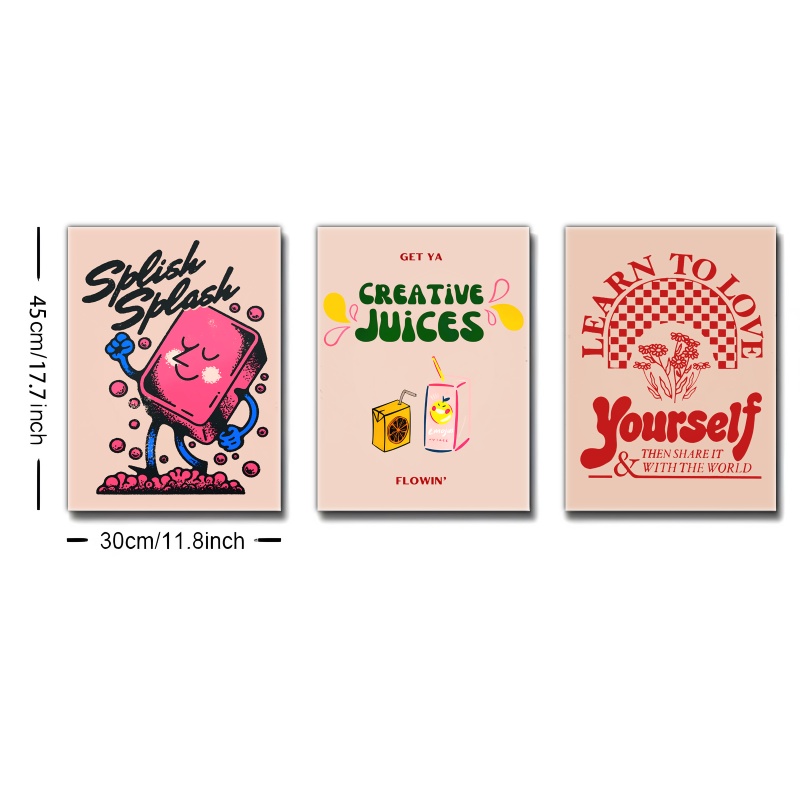 Splish
Splash
GET YA
CREATiVE
JUiCES
FLOWIN'
LEARN TO LOVE
Yourself
& THEN SHARE IT
WITH THE WORLD
45cm/17.7inch
30cm/11.8inch